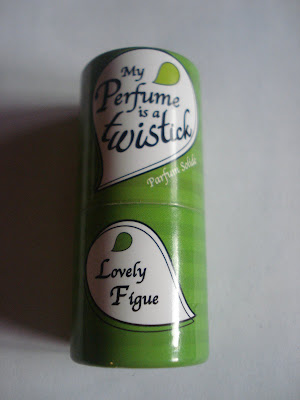 My
Perfume
is a
twistick
Parfum Solide
Lovely
Figue